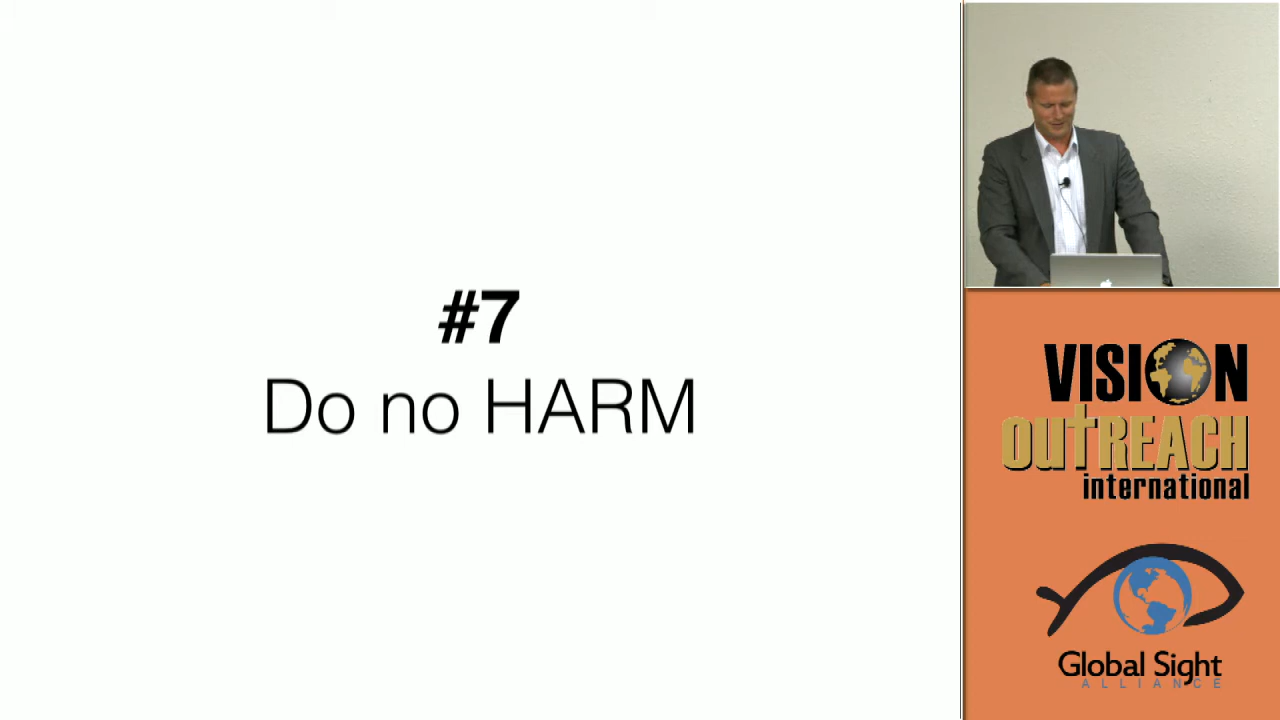 #7
Do no HARM
VISION
OUTREACH
international
Global Sight
ALLIANCE